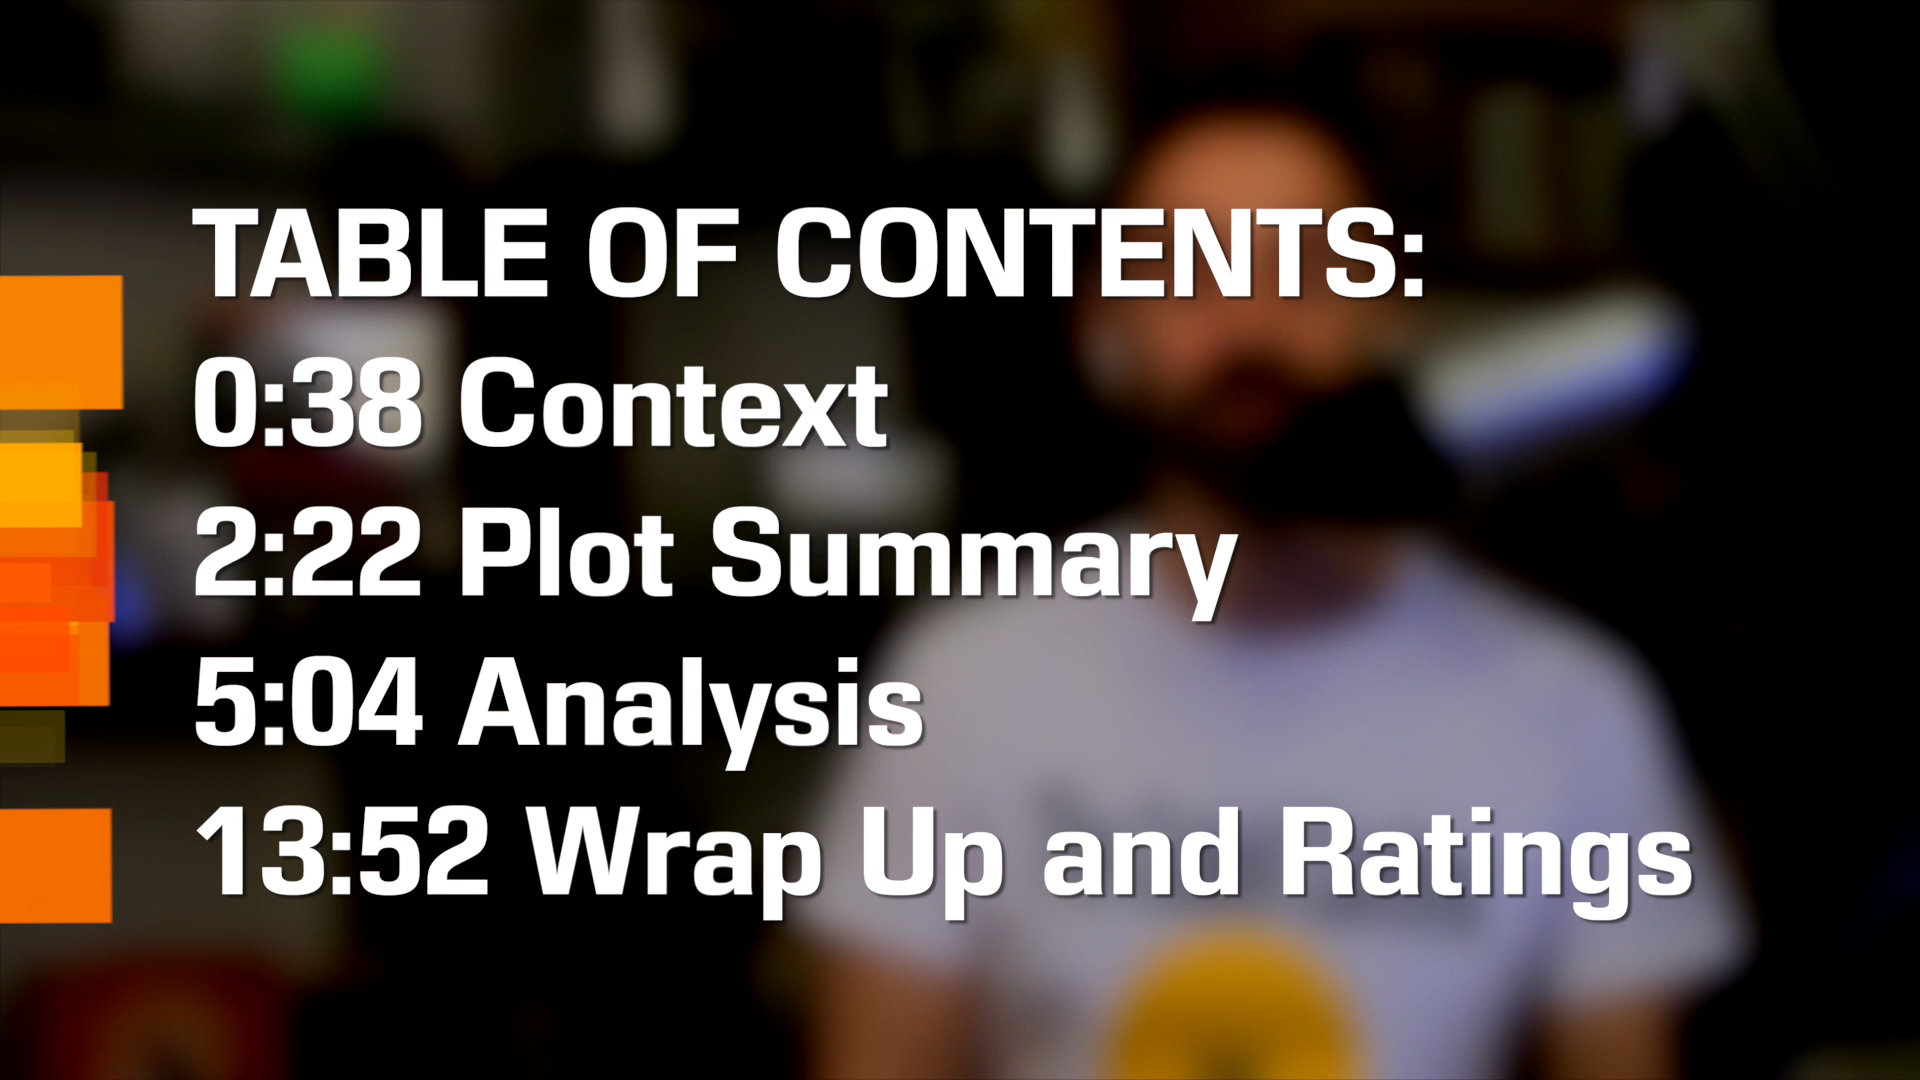 TABLE OF CONTENTS:
0:38 Context
2:22 Plot Summary
5:04 Analysis
13:52 Wrap Up and Ratings